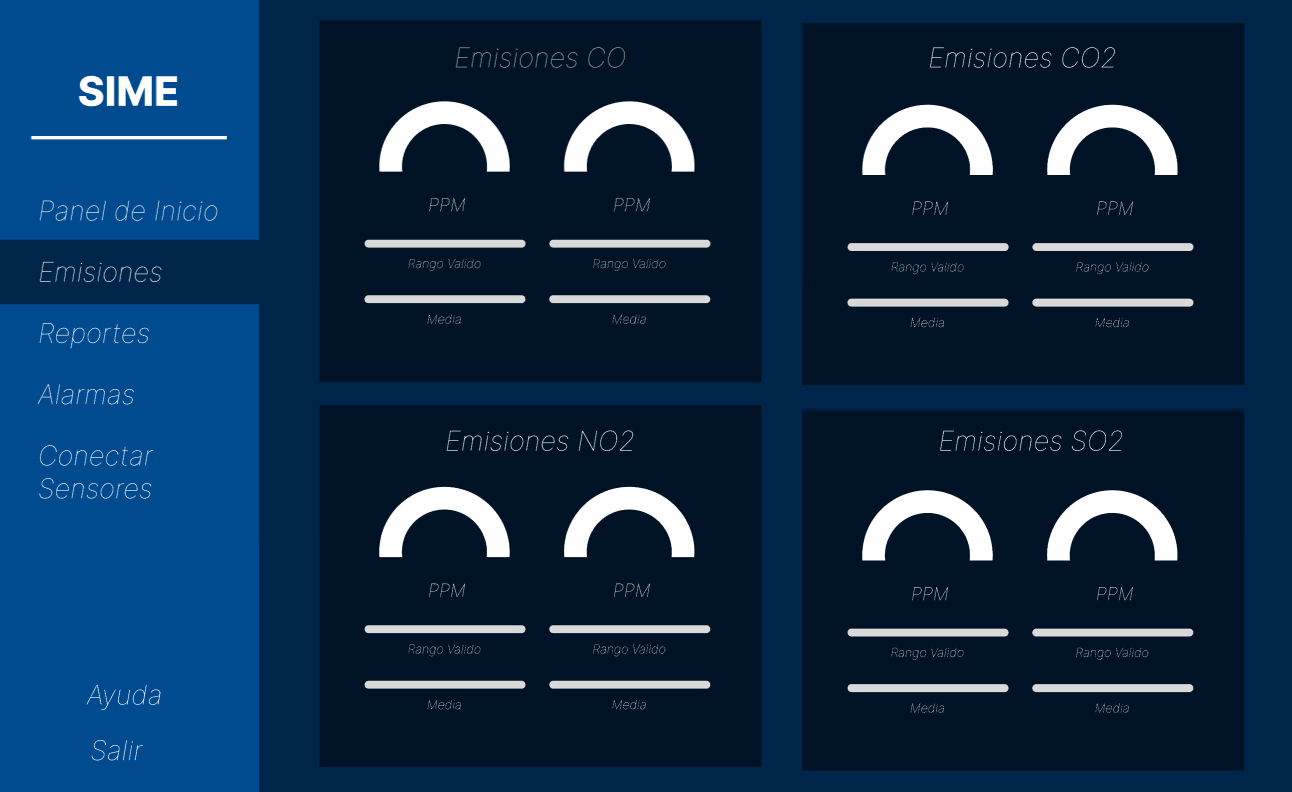 SIME
Panel de Inicio
Emisiones
Reportes
Alarmas
Conectar
Sensores
Ayuda
Salir
Emisiones CO
PPM
PPM
Rango Valido
Rango Valido
Media
Media
Emisiones CO2
PPM
PPM
Rango Valido
Rango Valido
Media
Media
Emisiones NO2
PPM
PPM
Rango Valido
Rango Valido
Media
Media
Emisiones SO2
PPM
PPM
Rango Valido
Rango Valido
Media
Media